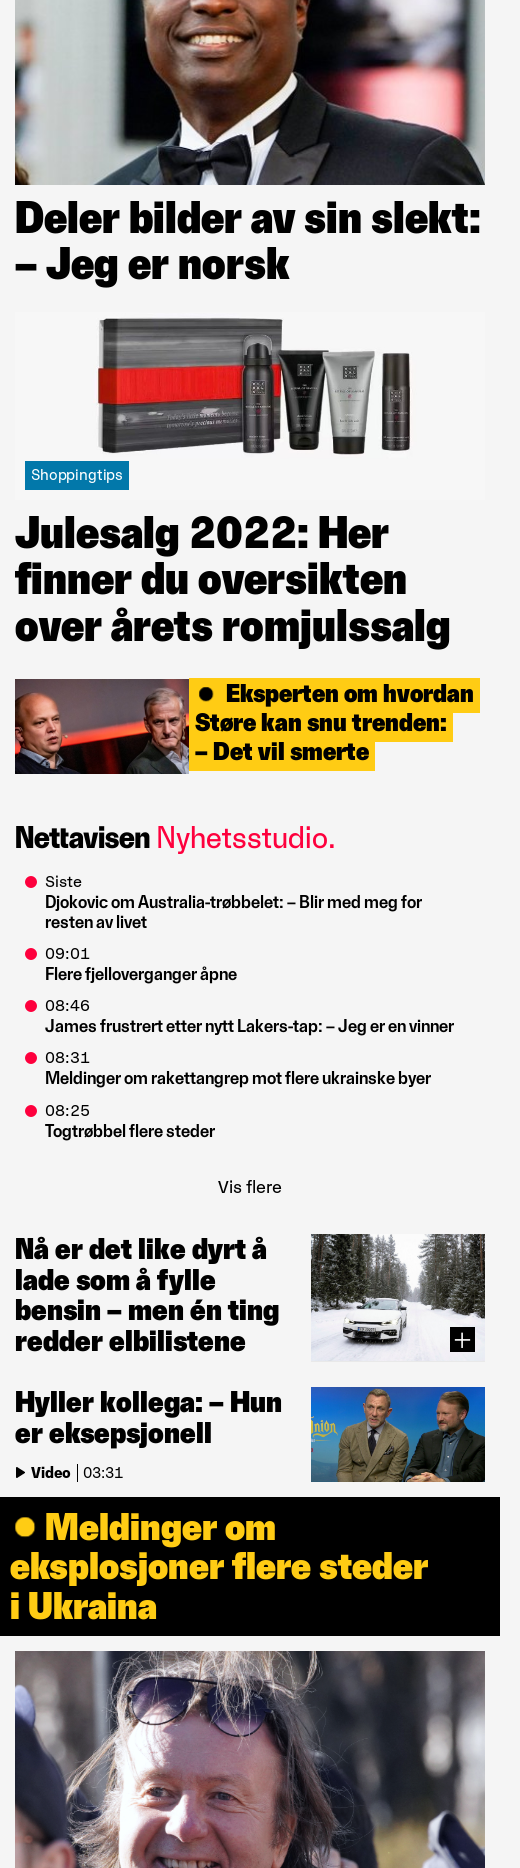 Deler bilder av sin slekt:
– Jeg er norsk
Shoppingtips
Julesalg 2022: Her
finner du oversikten
over årets romjulssalg
Eksperten om hvordan
Støre kan snu trenden:
– Det vil smerte
Nettavisen Nyhetsstudio.
Siste
Djokovic om Australia-trøbbelet: – Blir med meg for
resten av livet
09:01
Flere fjelloverganger åpne
08:46
James frustrert etter nytt Lakers-tap: – Jeg er en vinner
08:31
Meldinger om rakettangrep mot flere ukrainske byer
08:25
Togtrøbbel flere steder
Vis flere
Nå er det like dyrt å
lade som å fylle
bensin – men én ting
redder elbilistene
Hyller kollega: – Hun
er eksepsjonell
Video 03:31
Meldinger om
eksplosjoner flere steder
i Ukraina